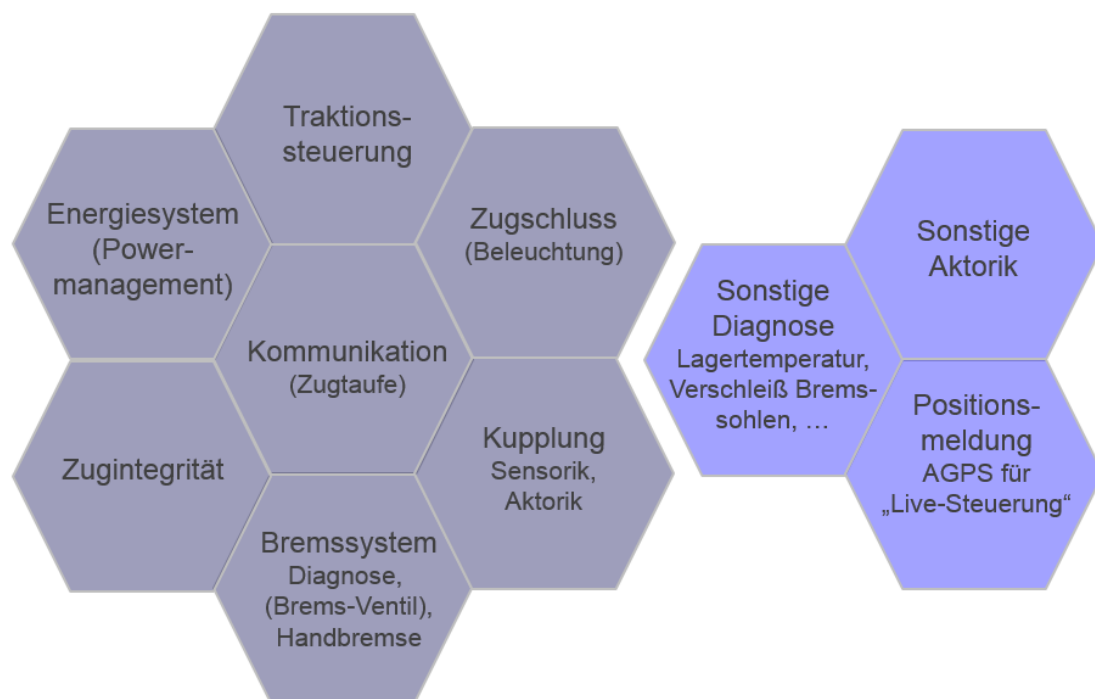 Traktions-
steuerung
Energiesystem
(Power-
management)
Zugschluss
(Beleuchtung)
Kommunikation
(Zugtaufe)
Zugintegrität
Kupplung
Sensorik,
Aktorik
Bremssystem
Diagnose,
(Brems-Ventil),
Handbremse
Sonstige
Aktorik
Sonstige
Diagnose
Lagertemperatur,
Verschleiß Brems-
sohlen, …
Positions-
meldung
AGPS für
„Live-Steuerung“